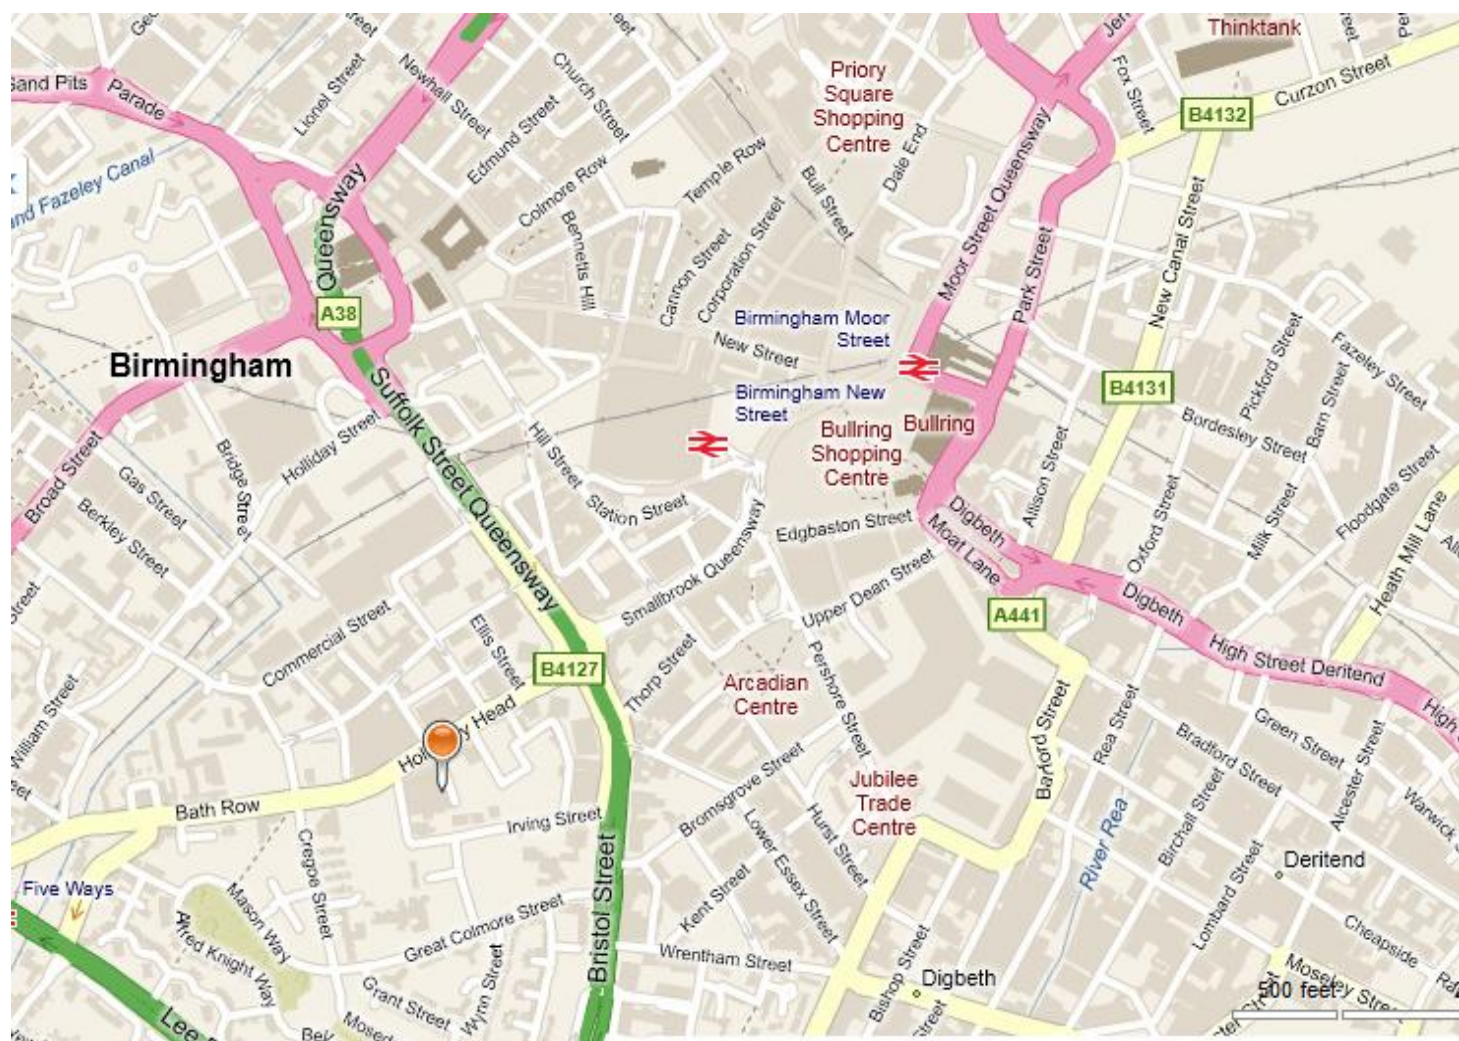 Thinktank
Sand Pits
Parade
Lionel Street
Newhall Street
Church Street
Edmund Street
Priory
Square
Shopping
Centre
Fox Street
B4132
Curzon Street
Dale End
Temple Row
Bull Street
Colmore Row
Bennetts Hill
Fazeley Canal
Queensway
Cannon Street
Corporation Street
Moor Street Queensway
Park Street
New Canal Street
A38
Birmingham Moor
Street
New Street
Birmingham
Birmingham New
Street
B4131
Pickford Street
Fazeley Street
Barn Street
Bordesley Street
Suffolk Street Queensway
Holliday Street
Bridge Street
Broad Street
Gas Street
Berkley Street
Hill Street
Station Street
Bullring
Bullring
Shopping
Centre
Allison Street
Floodgate Street
Milk Street
Oxford Street
Heath Mill Lane
Edgbaston Street
Digbeth
Moat Lane
Smallbrook Queensway
Upper Dean Street
A441
Digbeth
High Street Deritend
High
Commercial Street
Ellis Street
B4127
Thorp Street
Arcadian
Centre
Pershore Street
Barford Street
Rea Street
Bradford Street
Green Street
Alcester Street
Warwick
William Street
Head
Bath Row
Irving Street
Bromsgrove Street
Jubilee
Trade
Centre
Hurst Street
Lower Essex Street
River Rea
Birchall Street
Deritend
Lombard Street
Cheapside
Five Ways
Cregoe Street
Mason Way
Alfred Knight Way
Great Colmore Street
Bristol Street
Kent Street
Wrentham Street
Bishop Street
Digbeth
Moseley Street
500 feet
Grant Street
Wynn Street
Lee